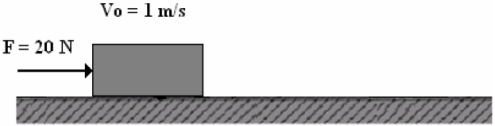 Vo = 1 m/s
F = 20 N